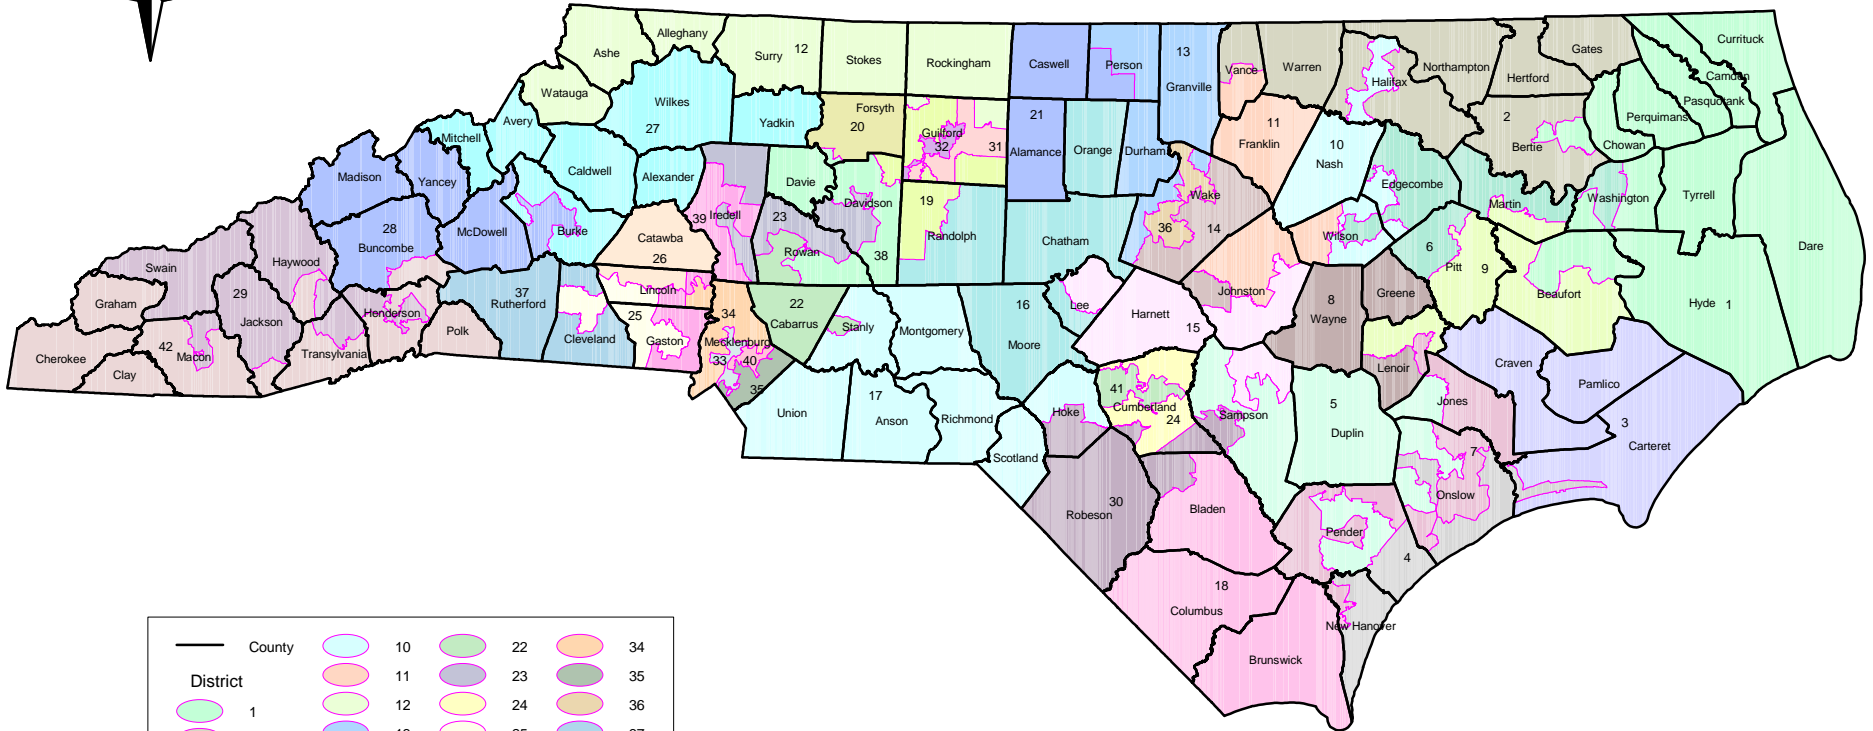 Alleghany
Ashe
Surry 12
Stokes
Rockingham
Caswell
Person
13
Granville
Vance
Warren
Halifax
Northampton
Hertford
Gates
Currituck
Camden
Pasquotank
Perquimans
Chowan
Watauga
Wilkes
27
Yadkin
Forsyth
20
Guilford
32
31
21
Alamance
Orange
Durham
11
Franklin
10
Nash
2
Bertie
Edgecombe
Martin
Washington
Tyrrell
Dare
Avery
Mitchell
Caldwell
Alexander
Davie
Davidson
19
Randolph
Chatham
Wake
36
14
Wilson
6
Pitt
9
Beaufort
Hyde 1
Madison
Yancey
McDowell
Burke
Catawba
26
39
Iredell
23
Rowan
38
28
Buncombe
Haywood
Swain
Graham
29
Jackson
Henderson
Transylvania
42
Macon
Cherokee
Clay
Polk
37
Rutherford
Cleveland
Lincoln
25
Gaston
34
Mecklenburg
33
40
35
22
Cabarrus
Stanly
Montgomery
16
Moore
Lee
Harnett
15
Johnston
8
Wayne
Greene
Lenoir
Craven
Pamlico
Jones
3
Carteret
Union
17
Anson
Richmond
Scotland
Hoke
41
Cumberland
24
Sampson
5
Duplin
7
Onslow
30
Robeson
Bladen
Pender
4
18
Columbus
New Hanover
Brunswick
County 10 22 34
District 11 23 35
1 12 24 36